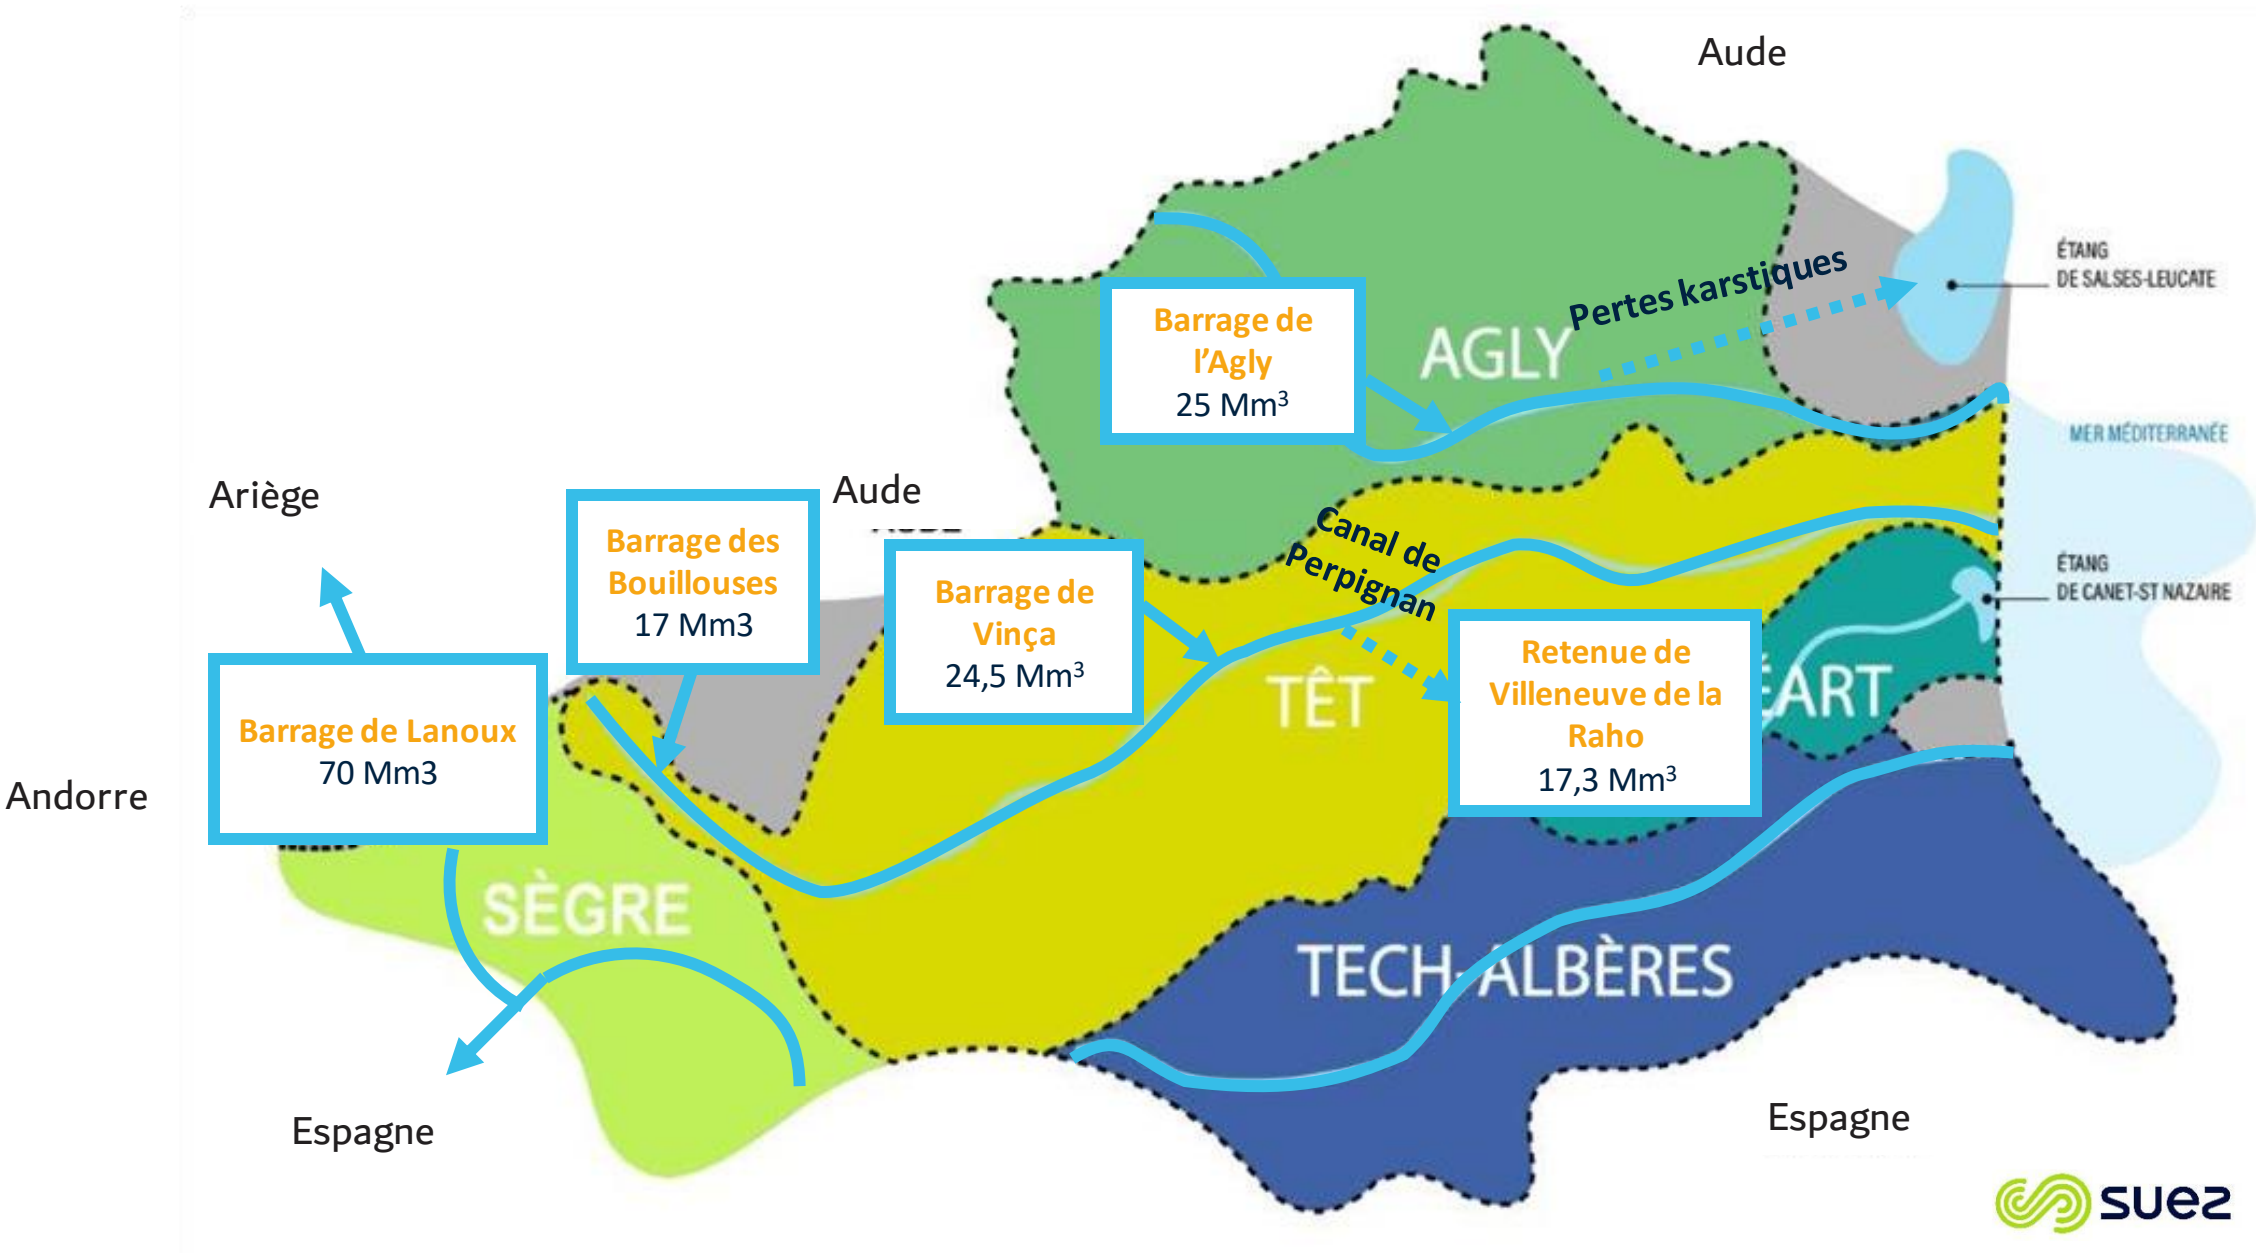 Aude
ÉTANG
DE SALSES-LEUCATE
Pertes karstiques
Barrage de
l’Agly
25 Mm³
AGLY
MER MÉDITERRANÉE
Ariège
Aude
Barrage des
Bouillouses
17 Mm3
Canal de
Perpignan
Barrage de
Vinça
24,5 Mm³
ÉTANG
DE CANET-ST NAZAIRE
Retenue de
Villeneuve de la
Raho
17,3 Mm³
TÊT
ÉART
Barrage de Lanoux
70 Mm3
Andorre
SÈGRE
TECH-ALBÈRES
Espagne
Espagne
suez